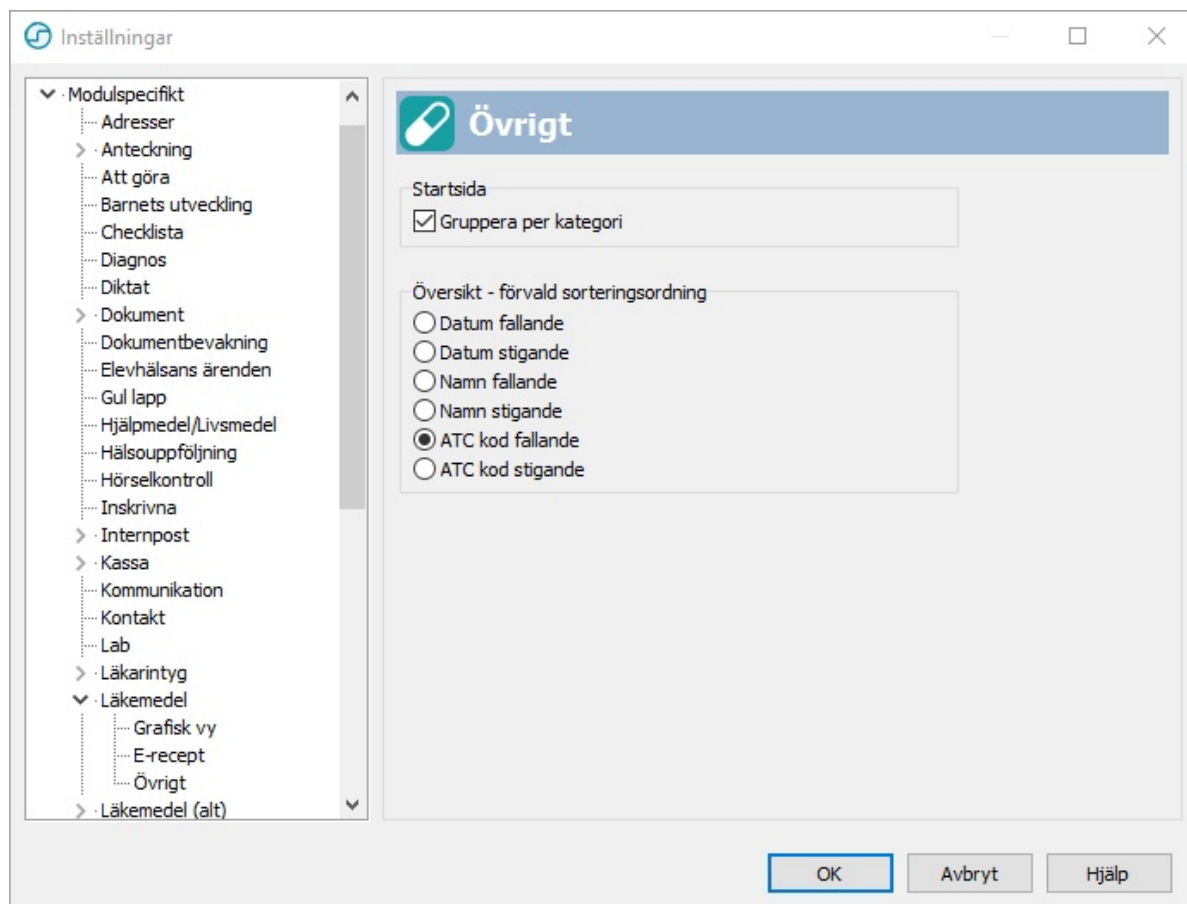 Inställningar
Modulspecifikt
Adresser
Anteckning
Att göra
Barnets utveckling
Checklista
Diagnos
Diktat
Dokument
Dokumentbevakning
Elevhälsans ärenden
Gul lapp
Hjälpmedel/Livsmedel
Hälsouppföljning
Hörselkontroll
Inskrivna
Internpost
Kassa
Kommunikation
Kontakt
Lab
Läkarintyg
Läkemedel
Grafisk vy
E-recept
Övrigt
Läkemedel (alt)
Övrigt
Startsida
Gruppera per kategori
Översikt - förvald sorteringsordning
Datum fallande
Datum stigande
Namn fallande
Namn stigande
ATC kod fallande
ATC kod stigande
OK
Avbryt
Hjälp